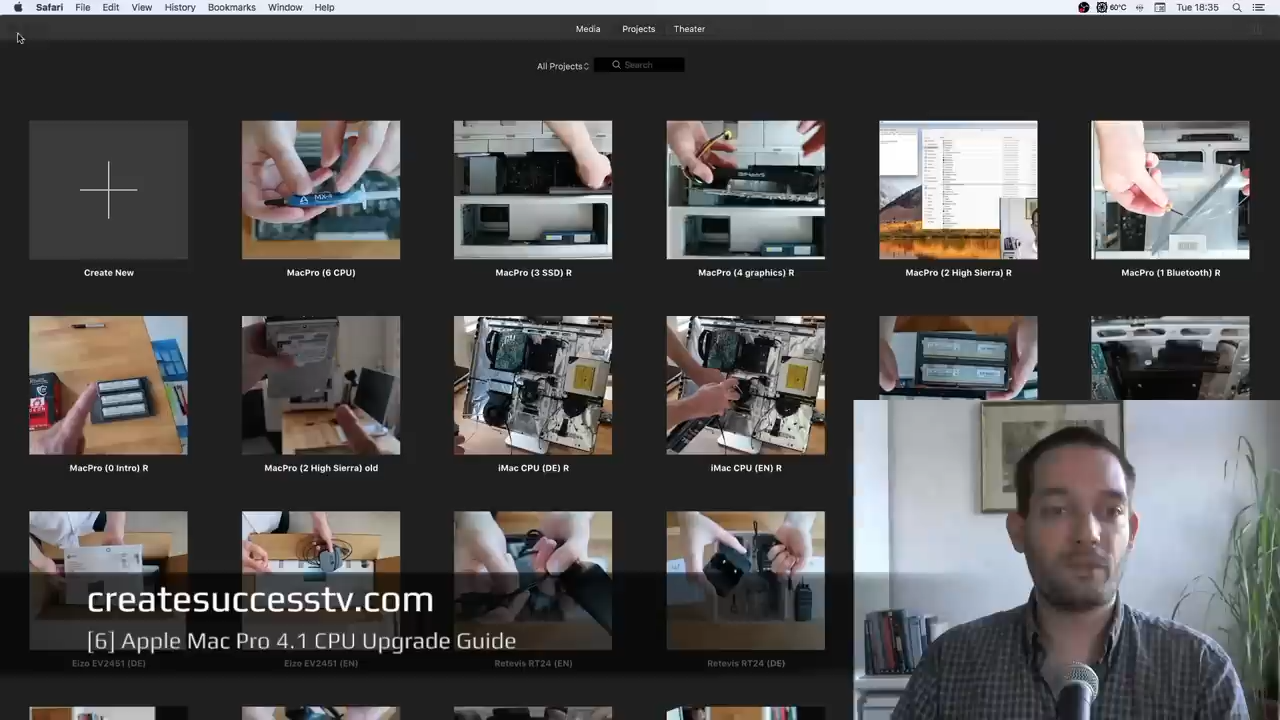 Safari File Edit View History Bookmarks Window Help 60°C Tue 18:35
Media Projects Theater
All Projects Search
MX-4
Create New MacPro (6 CPU) MacPro (3 SSD) R MacPro (4 graphics) R MacPro (2 High Sierra) R MacPro (1 Bluetooth) R
MacPro (0 Intro) R MacPro (2 High Sierra) old iMac CPU (DE) R iMac CPU (EN) R
createsuccesstv.com
[6] Apple Mac Pro 4.1 CPU Upgrade Guide
Eizo EV2451 (DE) Eizo EV2451 (EN) Retevis RT24 (EN) Retevis RT24 (DE)